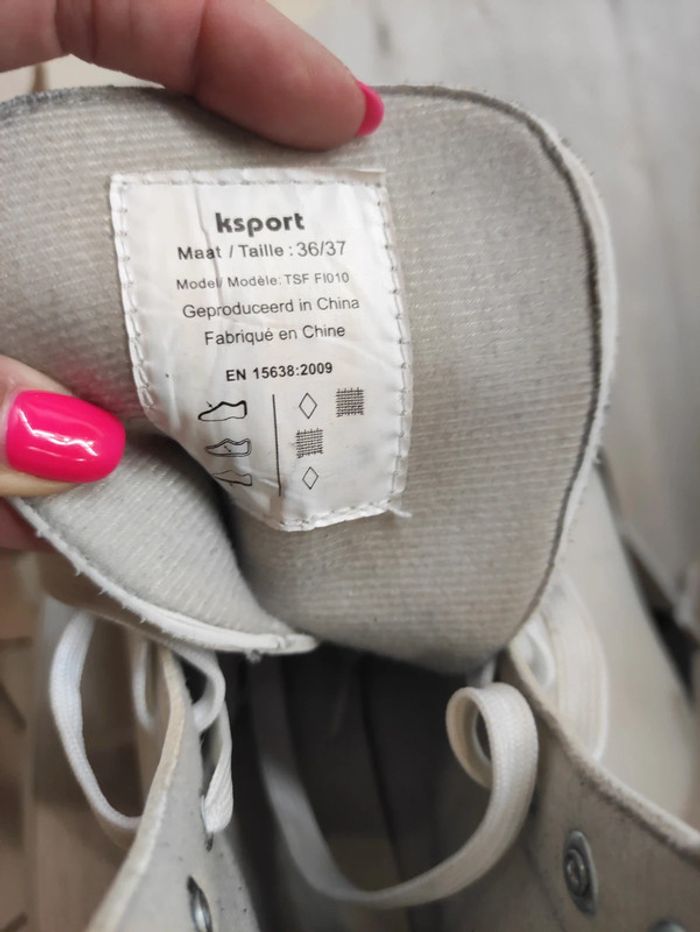 ksport
Maat / Taille : 36/37
Model/ Modèle: TSF FI010
Geproduceerd in China
Fabriqué en Chine
EN 15638:2009